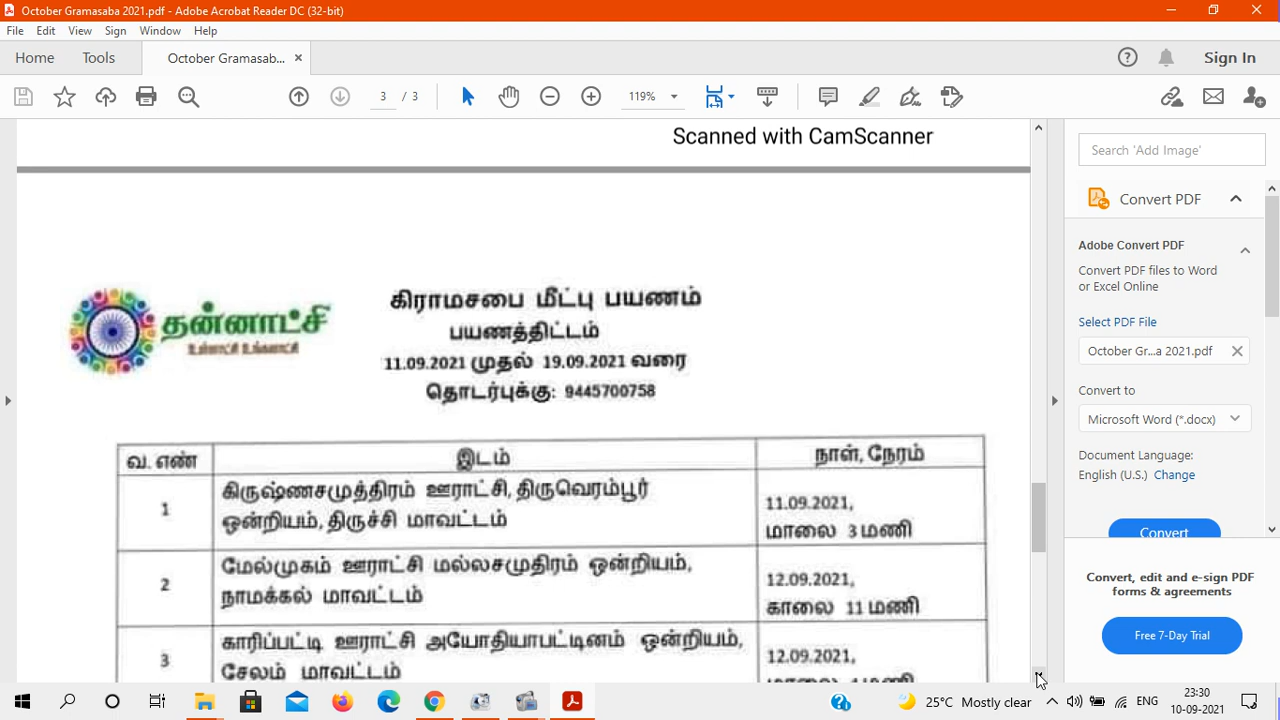 October Gramasaba 2021.pdf - Adobe Acrobat Reader DC (32-bit)
File Edit View Sign Window Help
Home Tools October Gramasab... Sign In
3 / 3 119%
Scanned with CamScanner
Search 'Add Image'
Convert PDF
Adobe Convert PDF
Convert PDF files to Word
or Excel Online
Select PDF File
October Gr...a 2021.pdf
Convert to
Microsoft Word (*.docx)
Document Language:
English (U.S.) Change
Convert
Convert, edit and e-sign PDF
forms & agreements
Free 7-Day Trial
தன்னாட்சி
உள்ளாட்சி உங்களாட்சி
கிராமசபை மீட்பு பயணம்
பயணத்திட்டம்
11.09.2021 முதல் 19.09.2021 வரை
தொடர்புக்கு: 9445700758
வ. எண் இடம் நாள், நேரம்
1 கிருஷ்ணசமுத்திரம் ஊராட்சி, திருவெரம்பூர்
ஒன்றியம், திருச்சி மாவட்டம்
11.09.2021,
மாலை 3 மணி
2 மேல்முகம் ஊராட்சி மல்லசமுதிரம் ஒன்றியம்,
நாமக்கல் மாவட்டம்
12.09.2021,
காலை 11 மணி
3 காரிப்பட்டி ஊராட்சி அயோதியாபட்டினம் ஒன்றியம்,
சேலம் மாவட்டம்
12.09.2021,
மாலை 4 மணி
25°C Mostly clear ENG 23:30
10-09-2021